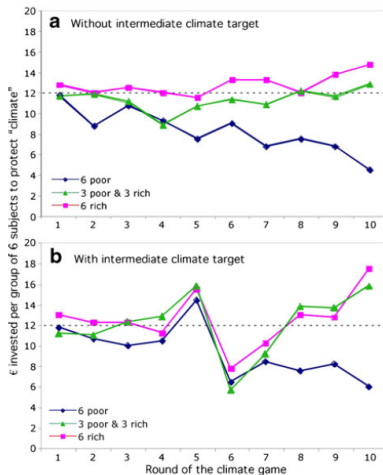 a Without intermediate climate target
20
18
16
14
12
10
8
6
4
2
0
6 poor
3 poor & 3 rich
6 rich
1 2 3 4 5 6 7 8 9 10
€ invested per group of 6 subjects to protect "climate"
b With intermediate climate target
20
18
16
14
12
10
8
6
4
2
0
6 poor
3 poor & 3 rich
6 rich
1 2 3 4 5 6 7 8 9 10
Round of the climate game